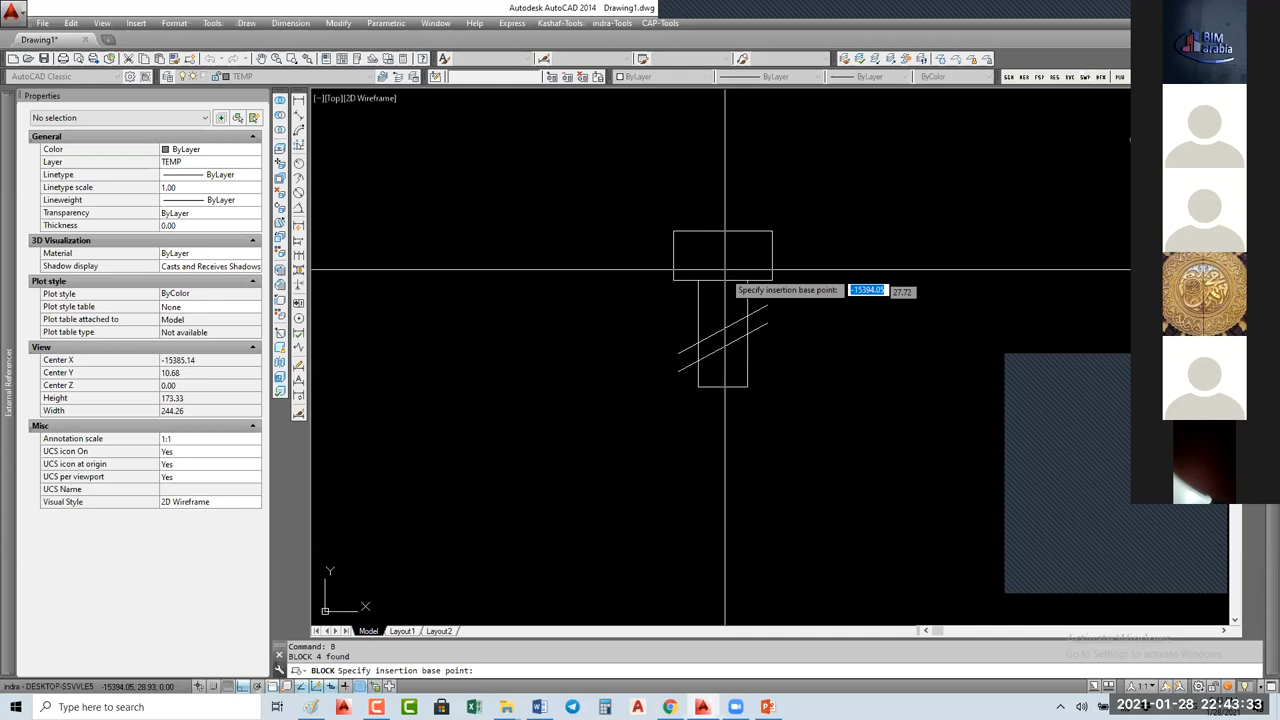 Autodesk AutoCAD 2014 Drawing1.dwg
File Edit View Insert Format Tools Draw Dimension Modify Parametric Window Help Express Kashaf-Tools indra-Tools CAP-Tools
Drawing1*
AutoCAD Classic
TEMP
ByLayer
ByLayer
ByLayer
ByColor
Properties
[−][Top][2D Wireframe]
No selection
General
Color ByLayer
Layer TEMP
Linetype ByLayer
Linetype scale 1.00
Lineweight ByLayer
Transparency ByLayer
Thickness 0.00
3D Visualization
Material ByLayer
Shadow display Casts and Receives Shadows
Plot style
Plot style ByColor
Plot style table None
Plot table attached to Model
Plot table type Not available
View
Center X -15385.14
Center Y 10.68
Center Z 0.00
Height 173.33
Width 244.26
Misc
Annotation scale 1:1
UCS icon On Yes
UCS icon at origin Yes
UCS per viewport Yes
UCS Name
Visual Style 2D Wireframe
External References
Specify insertion base point: -15394.05 27.72
BIM
arabia
Y
X
Model Layout1 Layout2
Activate Windows
Go to Settings to activate Windows.
Command: B
BLOCK 4 found
BLOCK Specify insertion base point:
indra - DESKTOP-SSVVLE5 -15394.05, 28.93, 0.00
Type here to search
2021-01-28 22:43:33